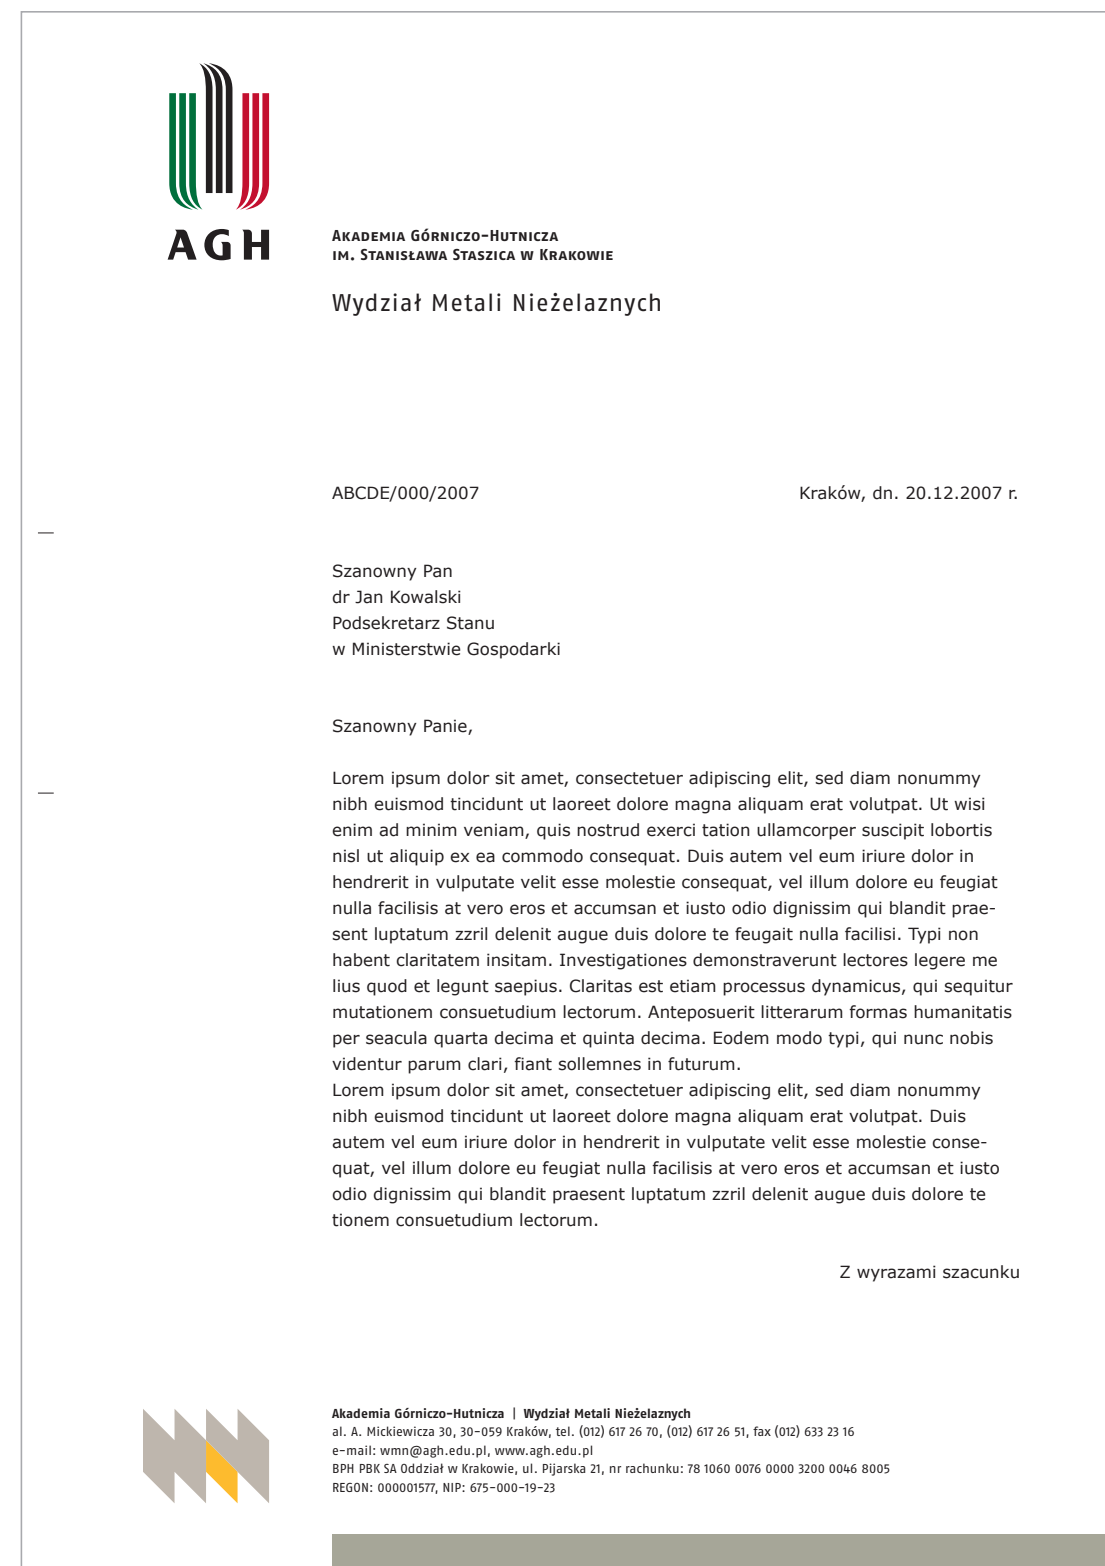 AGH
Akademia Górniczo-Hutnicza
im. Stanisława Staszica w Krakowie
Wydział Metali Nieżelaznych
ABCDE/000/2007 Kraków, dn. 20.12.2007 r.
Szanowny Pan
dr Jan Kowalski
Podsekretarz Stanu
w Ministerstwie Gospodarki
Szanowny Panie,
Lorem ipsum dolor sit amet, consectetuer adipiscing elit, sed diam nonummy
nibh euismod tincidunt ut laoreet dolore magna aliquam erat volutpat. Ut wisi
enim ad minim veniam, quis nostrud exerci tation ullamcorper suscipit lobortis
nisl ut aliquip ex ea commodo consequat. Duis autem vel eum iriure dolor in
hendrerit in vulputate velit esse molestie consequat, vel illum dolore eu feugiat
nulla facilisis at vero eros et accumsan et iusto odio dignissim qui blandit prae-
sent luptatum zzril delenit augue duis dolore te feugait nulla facilisi. Typi non
habent claritatem insitam. Investigationes demonstraverunt lectores legere me
lius quod et legunt saepius. Claritas est etiam processus dynamicus, qui sequitur
mutationem consuetudium lectorum. Anteposuerit litterarum formas humanitatis
per seacula quarta decima et quinta decima. Eodem modo typi, qui nunc nobis
videntur parum clari, fiant sollemnes in futurum.
Lorem ipsum dolor sit amet, consectetuer adipiscing elit, sed diam nonummy
nibh euismod tincidunt ut laoreet dolore magna aliquam erat volutpat. Duis
autem vel eum iriure dolor in hendrerit in vulputate velit esse molestie conse-
quat, vel illum dolore eu feugiat nulla facilisis at vero eros et accumsan et iusto
odio dignissim qui blandit praesent luptatum zzril delenit augue duis dolore te
tionem consuetudium lectorum.
Z wyrazami szacunku
Akademia Górniczo-Hutnicza | Wydział Metali Nieżelaznych
al. A. Mickiewicza 30, 30-059 Kraków, tel. (012) 617 26 70, (012) 617 26 51, fax (012) 633 23 16
e-mail: wmn@agh.edu.pl, www.agh.edu.pl
BPH PBK SA Oddział w Krakowie, ul. Pijarska 21, nr rachunku: 78 1060 0076 0000 3200 0046 8005
REGON: 000001577, NIP: 675-000-19-23